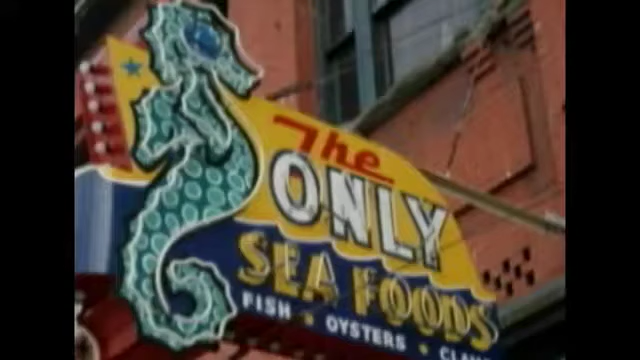 The
ONLY
SEA FOODS
FISH • OYSTERS •